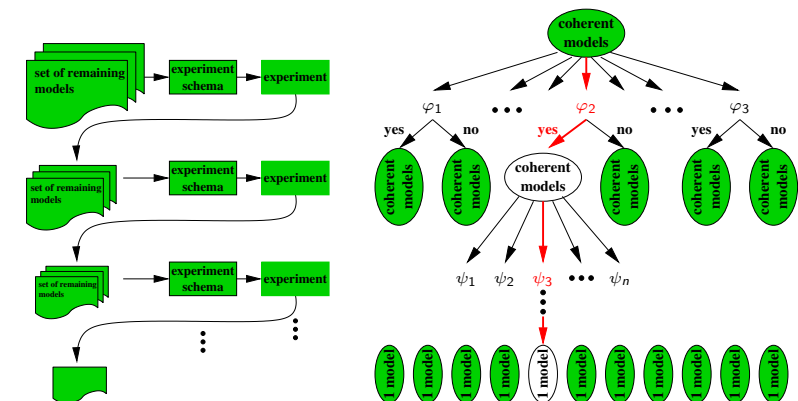 set of remaining
models
experiment
schema
experiment
set of remaining
models
experiment
schema
experiment
set of remaining
models
experiment
schema
experiment
coherent
models
φ1
φ2
φ3
yes
no
yes
no
yes
no
coherent
models
coherent
models
coherent
models
coherent
models
coherent
models
coherent
models
ψ1
ψ2
ψ3
ψn
1 model
1 model
1 model
1 model
1 model
1 model
1 model
1 model
1 model
1 model
1 model